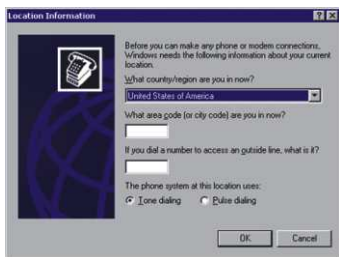 Location Information
Before you can make any phone or modem connections,
Windows needs the following information about your current
location.
What country/region are you in now?
United States of America
What area code (or city code) are you in now?
If you dial a number to access an outside line, what is it?
The phone system at this location uses:
Tone dialing Pulse dialing
OK Cancel